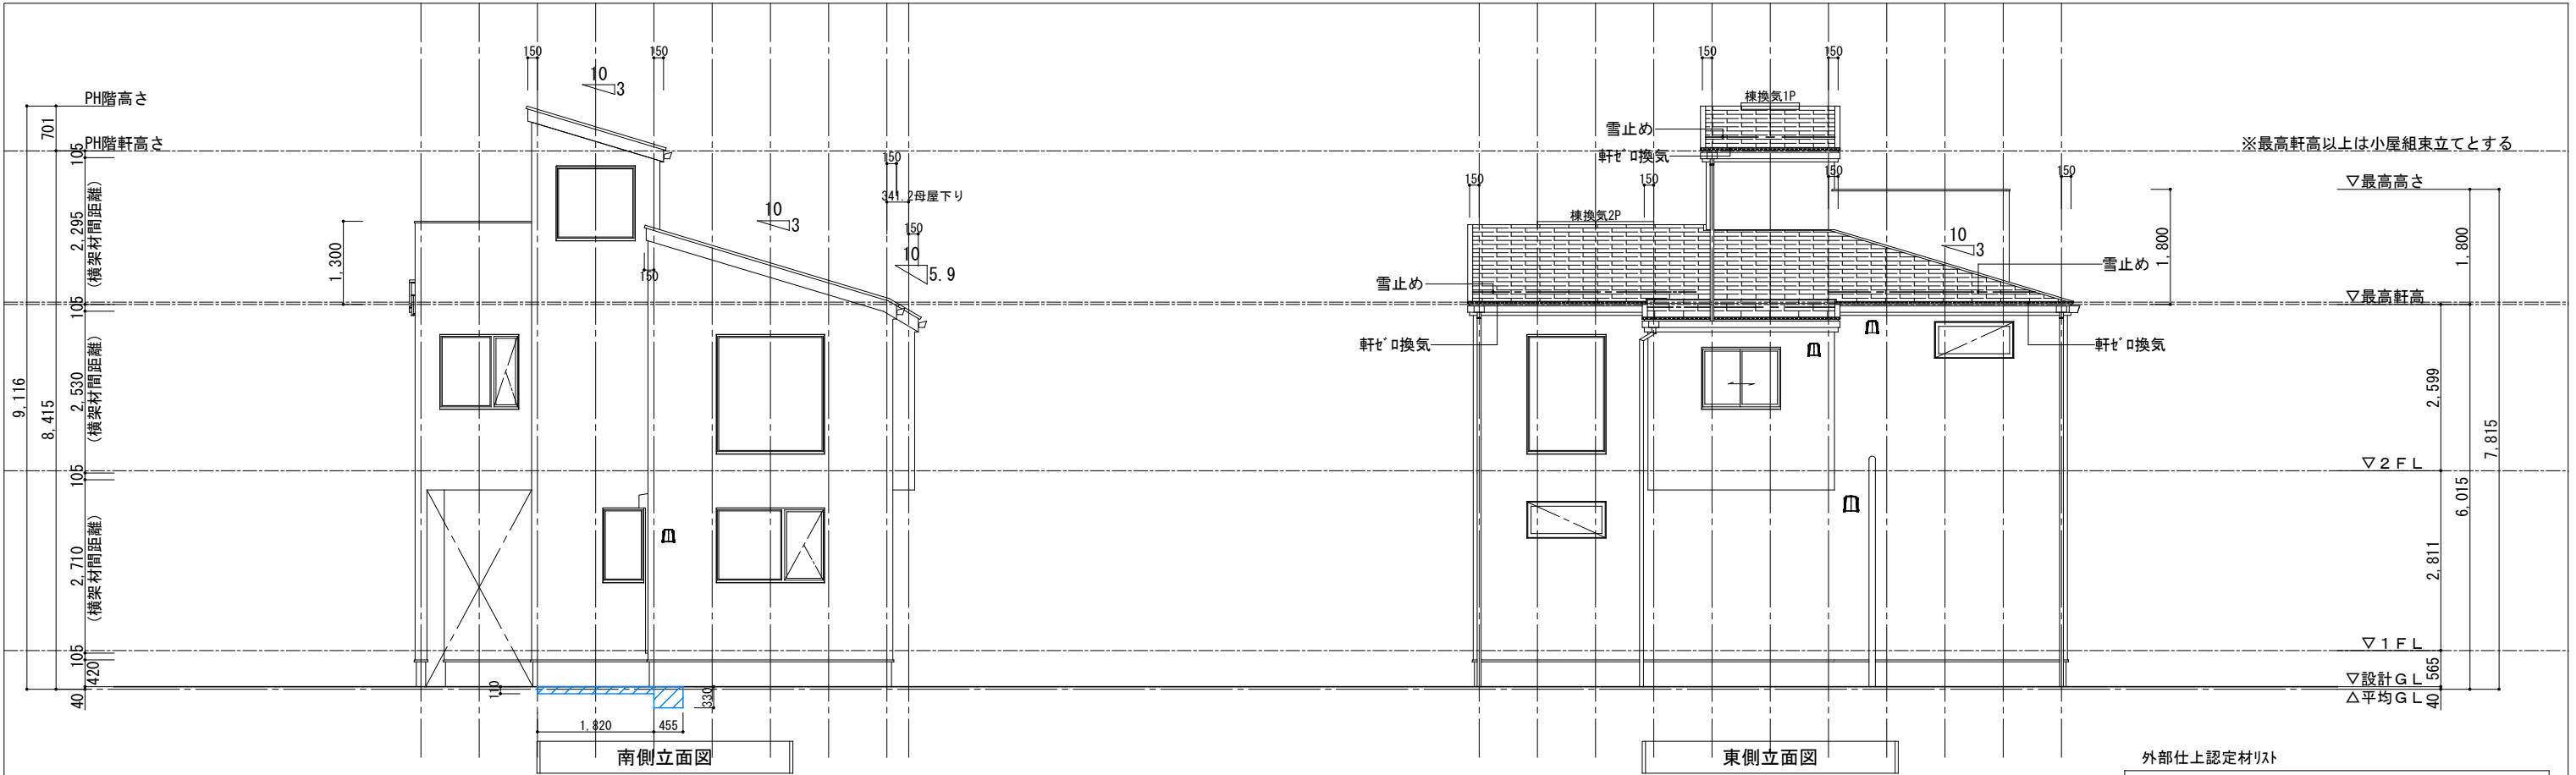 150
150
10
3
PH階高さ
701
PH階軒高さ
105
2,295
(横架材間距離)
150
341.2母屋下り
10
3
150
10
5.9
1,300
150
105
2,530
(横架材間距離)
9,116
8,415
105
2,710
(横架材間距離)
105
420
40
110
330
1,820
455
南側立面図
150
150
棟換気1P
雪止め
軒ｾﾞﾛ換気
150
150
150
150
棟換気2P
10
3
雪止め
雪止め
軒ｾﾞﾛ換気
軒ｾﾞﾛ換気
東側立面図
※最高軒高以上は小屋組束立てとする
▽最高高さ
1,800
1,800
▽最高軒高
2,599
7,815
▽2FL
6,015
2,811
▽1FL
565
▽設計GL
△平均GL
40
外部仕上認定材ﾘｽﾄ